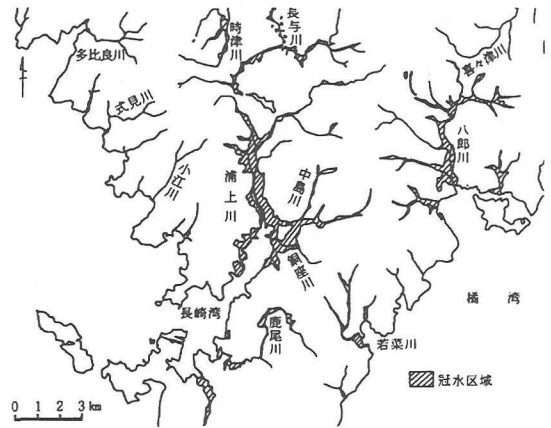 長与川
時津川
多比良川
喜々津川
式見川
八郎川
小江川
中島川
浦上川
銅座川
長崎湾
鹿尾川
若菜川
橘湾
冠水区域
0 1 2 3km